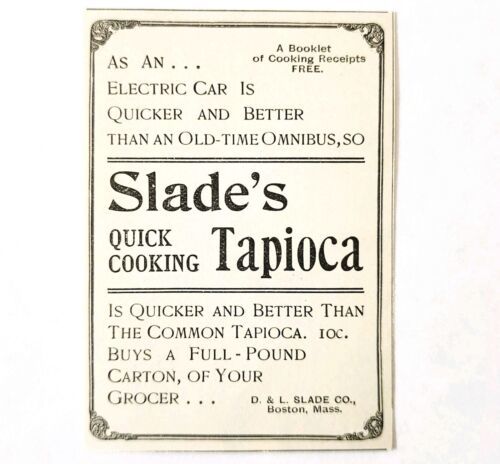 A Booklet
of Cooking Receipts
FREE.
AS AN . . .
ELECTRIC CAR IS
QUICKER AND BETTER
THAN AN OLD-TIME OMNIBUS, SO
Slade's
QUICK
COOKING
Tapioca
IS QUICKER AND BETTER THAN
THE COMMON TAPIOCA. 10C.
BUYS A FULL-POUND
CARTON, OF YOUR
GROCER . . .
D. & L. SLADE CO.,
Boston, Mass.